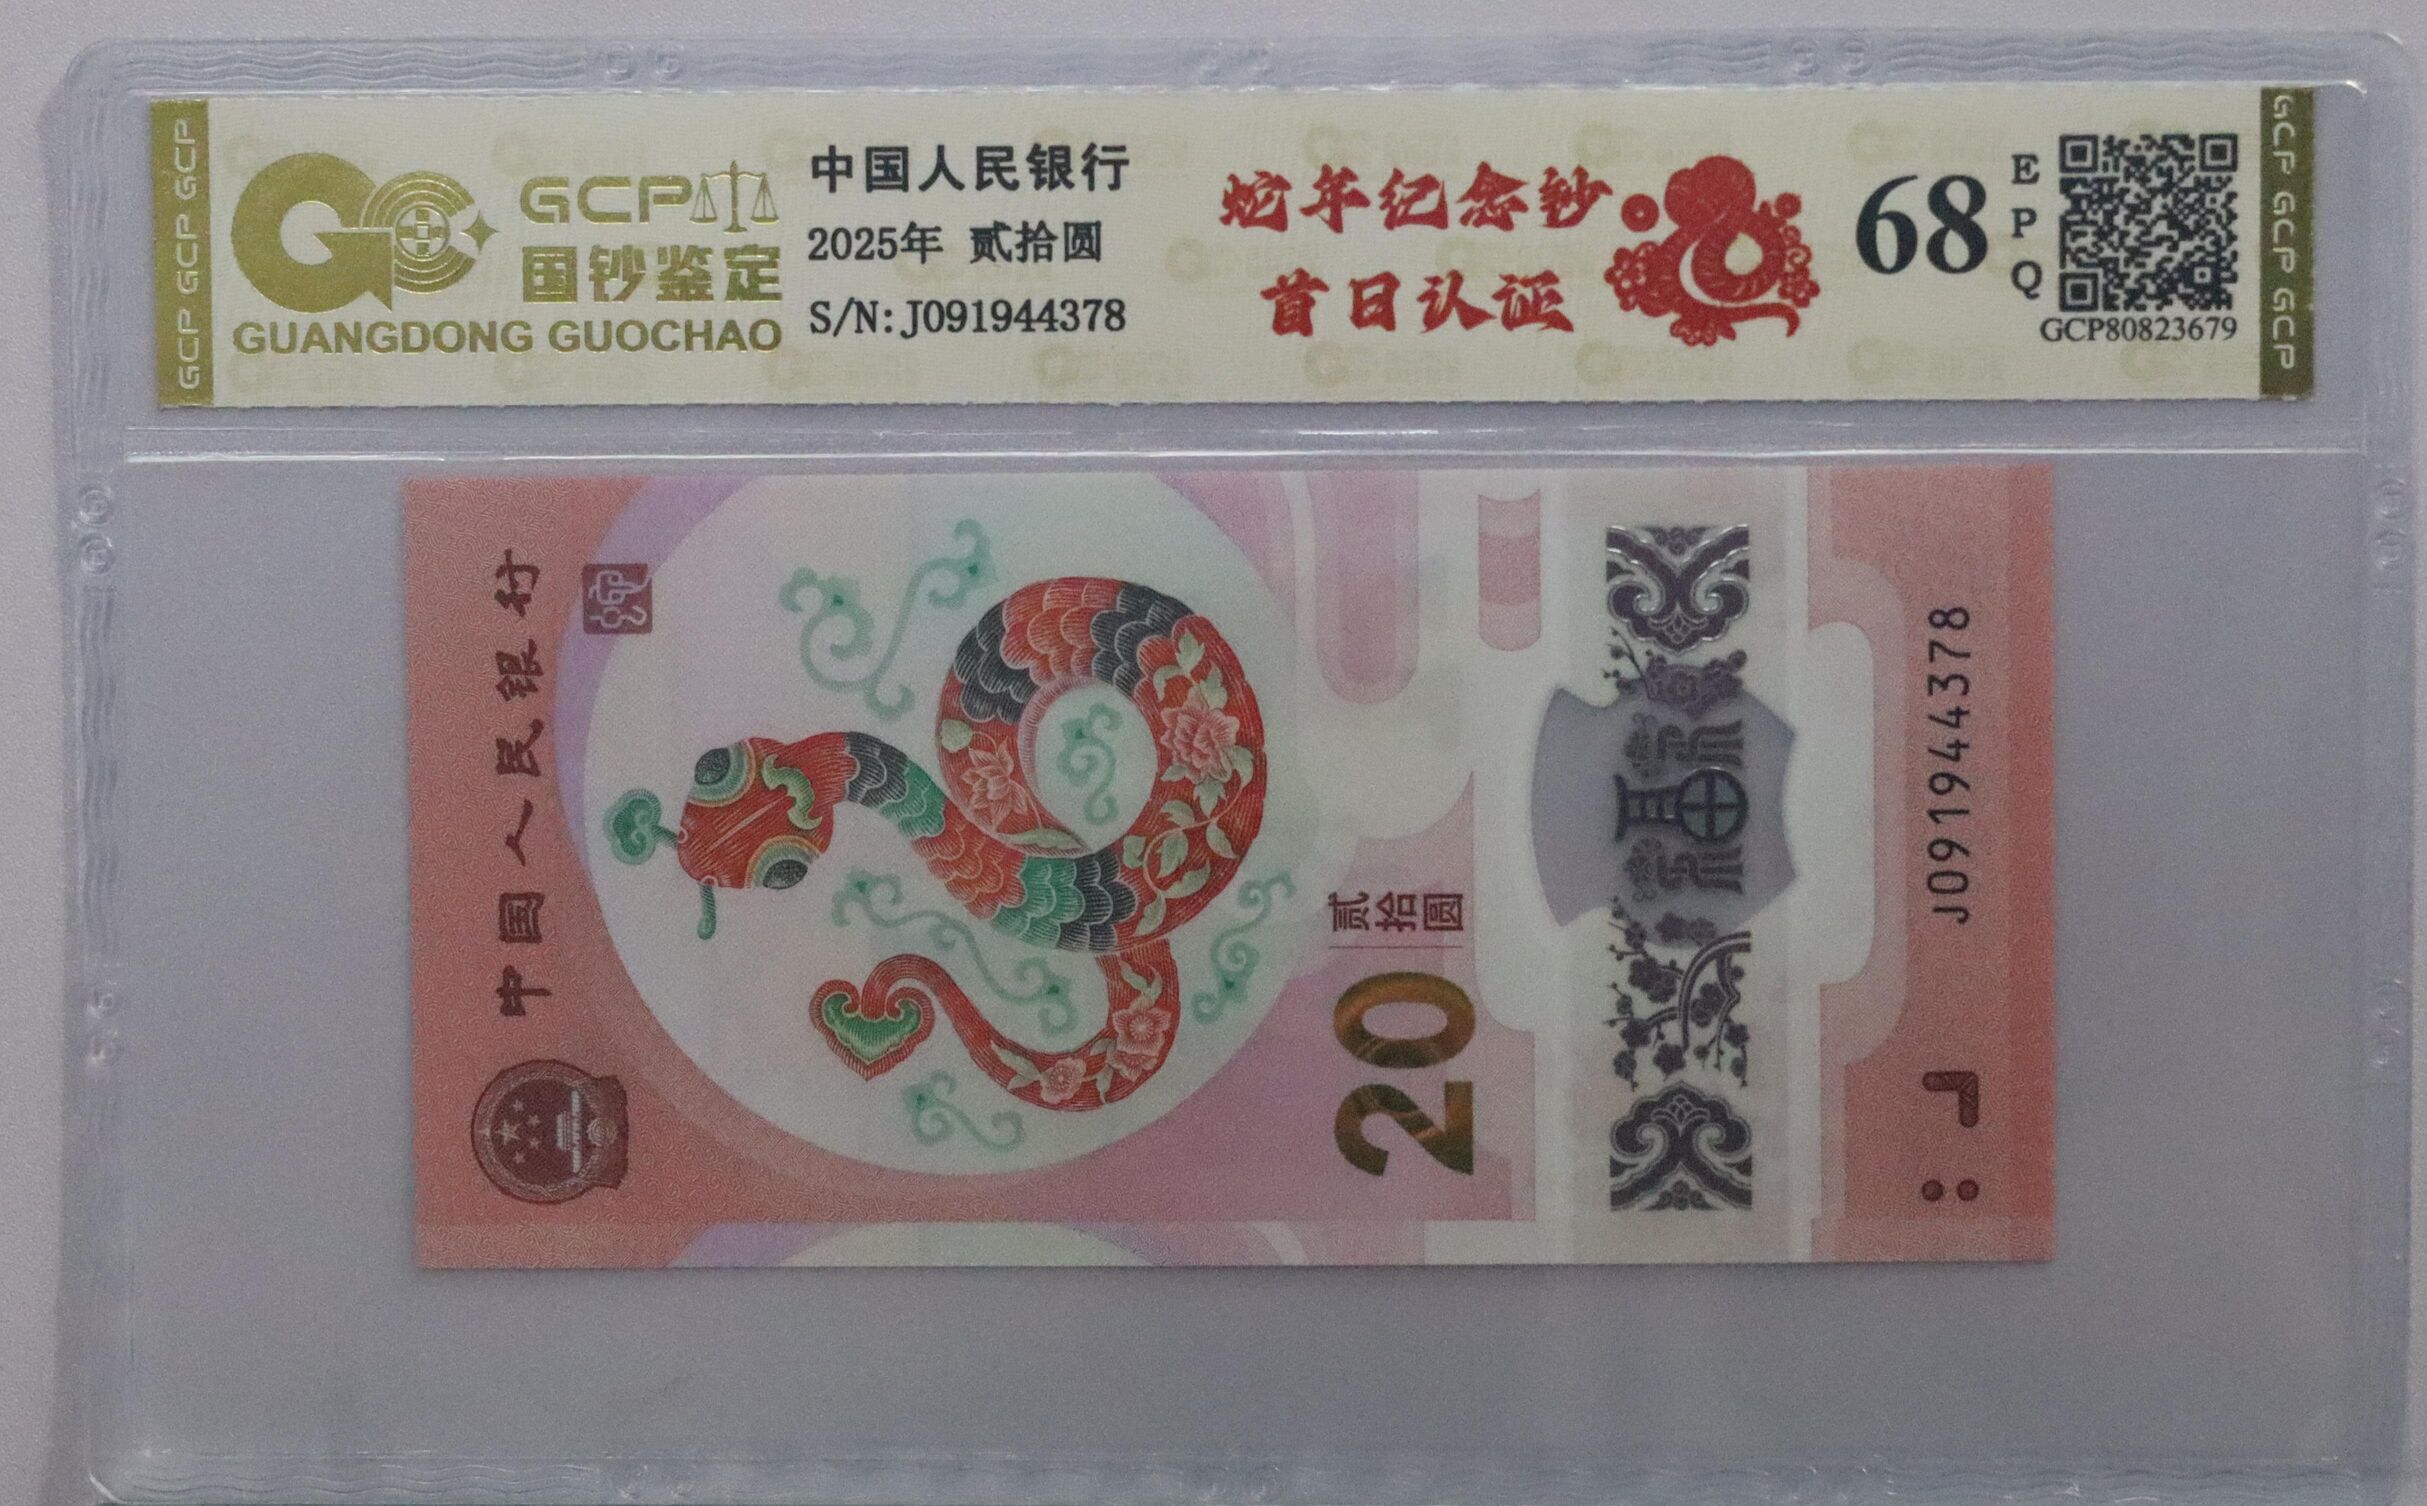 GCP GCP GCP
GCP
国钞鉴定
GUANGDONG GUOCHAO
中国人民银行
2025年 贰拾圆
S/N: J091944378
蛇年纪念钞
首日认证
68
EPQ
GCP80823679
GCP GCP GCP
中国人民银行
20
贰拾圆
福
J091944378